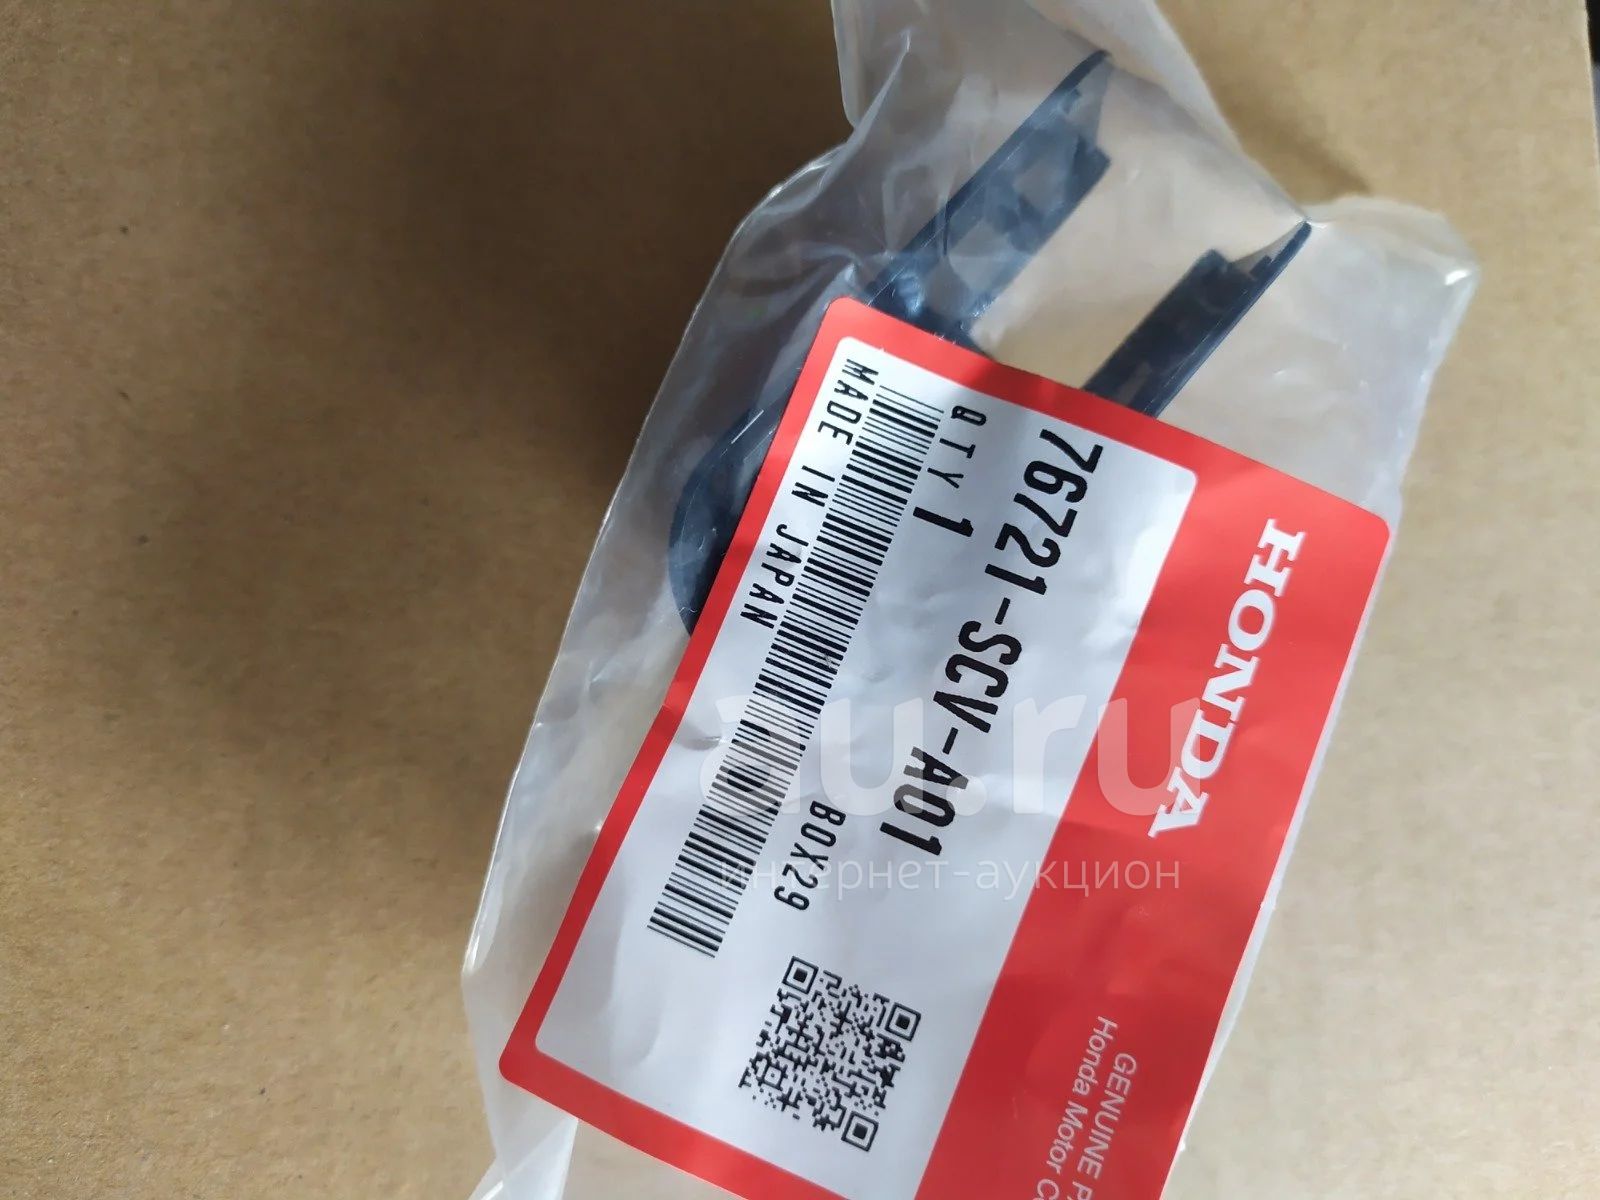 HONDA
GENUINE
Honda Motor
76721-SCV-A01
QTY 1
BOX29
MADE IN JAPAN
au.ru
интернет-аукцион